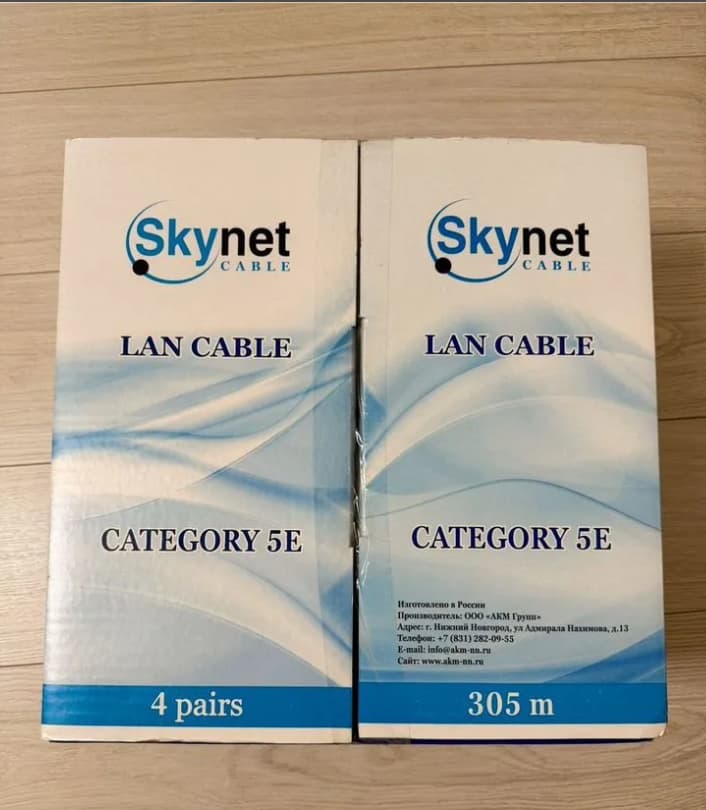 Skynet
CABLE
LAN CABLE
CATEGORY 5E
4 pairs
Skynet
CABLE
LAN CABLE
CATEGORY 5E
Изготовлено в России
Производитель: ООО «АКМ Групп»
Адрес: г. Нижний Новгород, ул Адмирала Нахимова, д.13
Телефон: +7 (831) 282-09-55
E-mail: info@akm-nn.ru
Сайт: www.akm-nn.ru
305 m